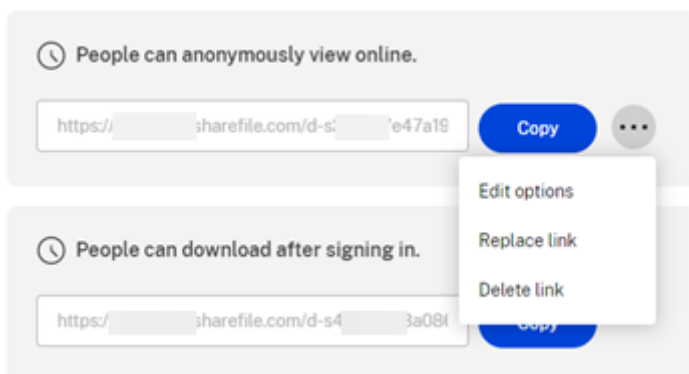 People can anonymously view online.
https:/ sharefile.com/d-s e47a19
Copy
Edit options
Replace link
Delete link
People can download after signing in.
https:/ sharefile.com/d-s4 3a08
Copy